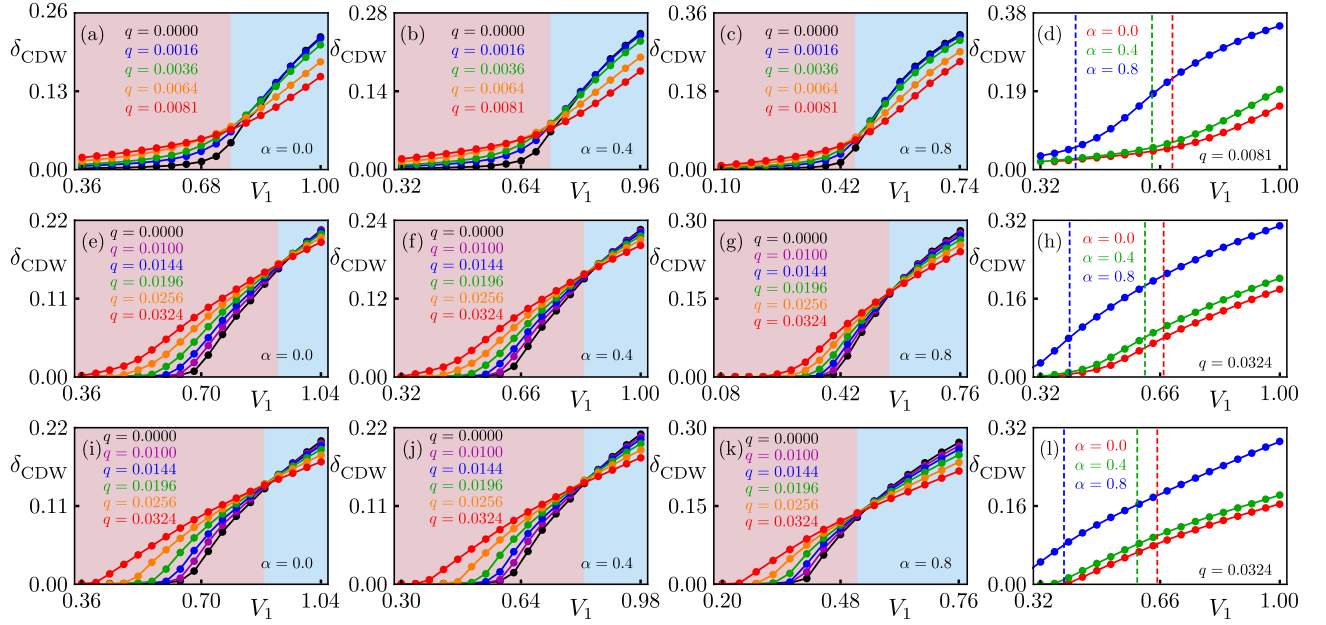 (a)
δ_CDW
0.26
0.13
0.00
q = 0.0000
q = 0.0016
q = 0.0036
q = 0.0064
q = 0.0081
α = 0.0
0.36 0.68 V₁ 1.00
(b)
δ_CDW
0.28
0.14
0.00
q = 0.0000
q = 0.0016
q = 0.0036
q = 0.0064
q = 0.0081
α = 0.4
0.32 0.64 V₁ 0.96
(c)
δ_CDW
0.36
0.18
0.00
q = 0.0000
q = 0.0016
q = 0.0036
q = 0.0064
q = 0.0081
α = 0.8
0.10 0.42 V₁ 0.74
(d)
δ_CDW
0.38
0.19
0.00
α = 0.0
α = 0.4
α = 0.8
q = 0.0081
0.32 0.66 V₁ 1.00
(e)
δ_CDW
0.22
0.11
0.00
q = 0.0000
q = 0.0100
q = 0.0144
q = 0.0196
q = 0.0256
q = 0.0324
α = 0.0
0.36 0.70 V₁ 1.04
(f)
δ_CDW
0.24
0.12
0.00
q = 0.0000
q = 0.0100
q = 0.0144
q = 0.0196
q = 0.0256
q = 0.0324
α = 0.4
0.32 0.66 V₁ 1.00
(g)
δ_CDW
0.30
0.15
0.00
q = 0.0000
q = 0.0100
q = 0.0144
q = 0.0196
q = 0.0256
q = 0.0324
α = 0.8
0.08 0.42 V₁ 0.76
(h)
δ_CDW
0.32
0.16
0.00
α = 0.0
α = 0.4
α = 0.8
q = 0.0324
0.32 0.66 V₁ 1.00
(i)
δ_CDW
0.22
0.11
0.00
q = 0.0000
q = 0.0100
q = 0.0144
q = 0.0196
q = 0.0256
q = 0.0324
α = 0.0
0.36 0.70 V₁ 1.04
(j)
δ_CDW
0.22
0.11
0.00
q = 0.0000
q = 0.0100
q = 0.0144
q = 0.0196
q = 0.0256
q = 0.0324
α = 0.4
0.30 0.64 V₁ 0.98
(k)
δ_CDW
0.30
0.15
0.00
q = 0.0000
q = 0.0100
q = 0.0144
q = 0.0196
q = 0.0256
q = 0.0324
α = 0.8
0.20 0.48 V₁ 0.76
(l)
δ_CDW
0.32
0.16
0.00
α = 0.0
α = 0.4
α = 0.8
q = 0.0324
0.32 0.66 V₁ 1.00